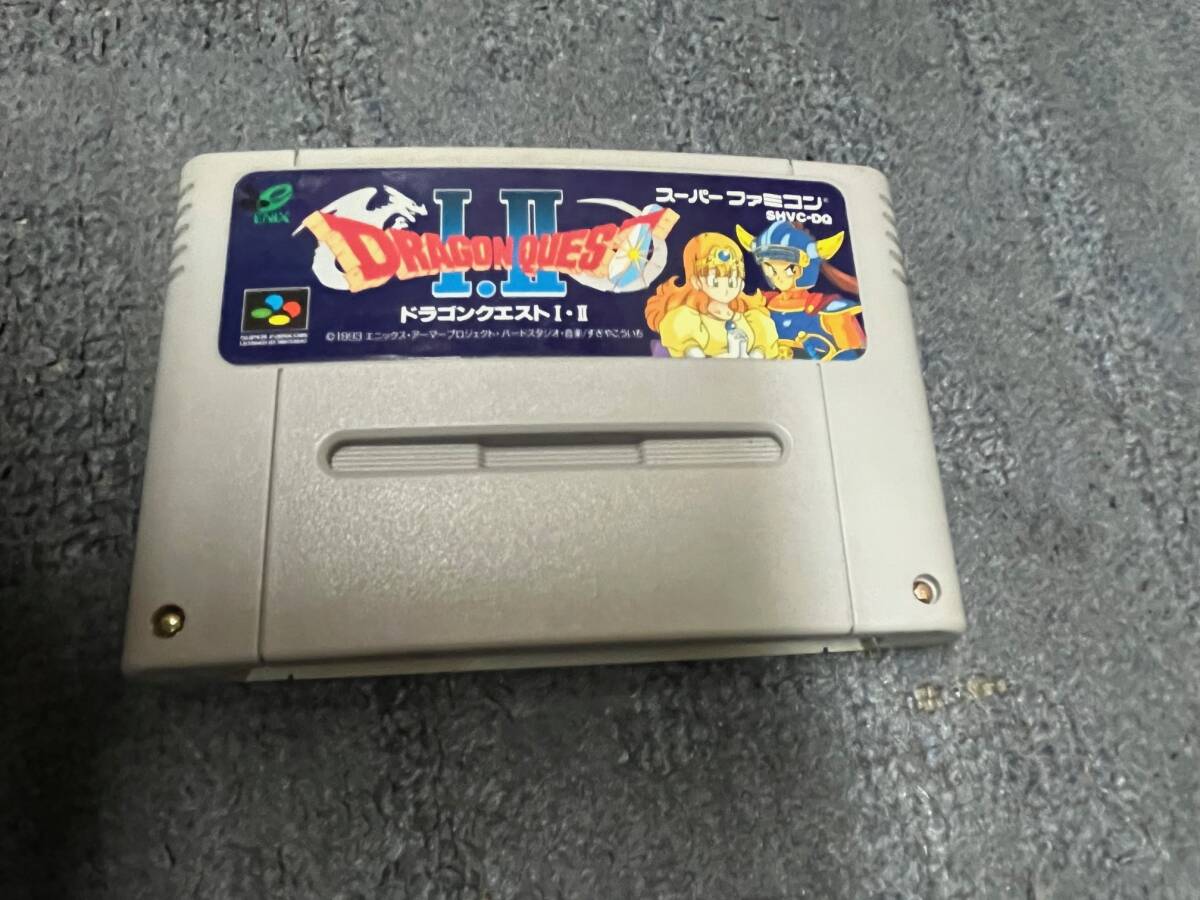 ENIX
I・II
DRAGON QUEST
ドラゴンクエストI・II
©1993 エニックス・アーマープロジェクト・バードスタジオ・音楽/すぎやこういち
スーパーファミコン®
SHVC-DQ